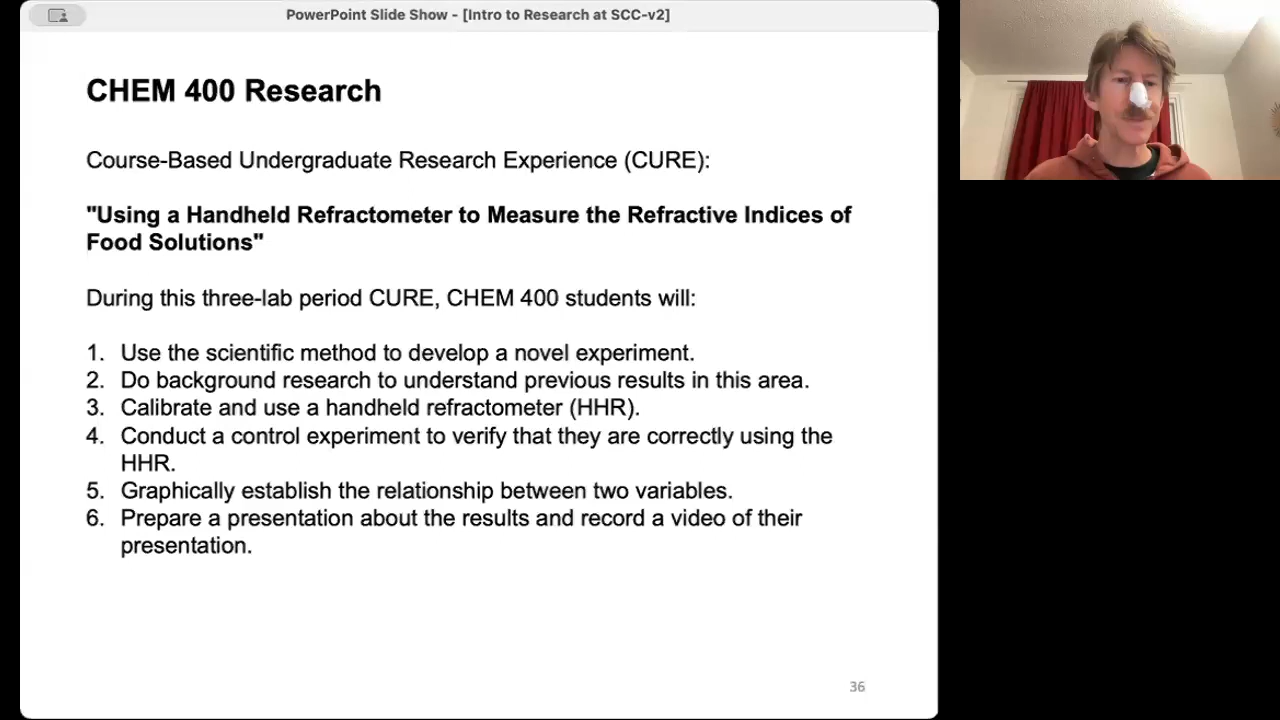 PowerPoint Slide Show - [Intro to Research at SCC-v2]
CHEM 400 Research
Course-Based Undergraduate Research Experience (CURE):
"Using a Handheld Refractometer to Measure the Refractive Indices of
Food Solutions"
During this three-lab period CURE, CHEM 400 students will:
1. Use the scientific method to develop a novel experiment.
2. Do background research to understand previous results in this area.
3. Calibrate and use a handheld refractometer (HHR).
4. Conduct a control experiment to verify that they are correctly using the
HHR.
5. Graphically establish the relationship between two variables.
6. Prepare a presentation about the results and record a video of their
presentation.
36